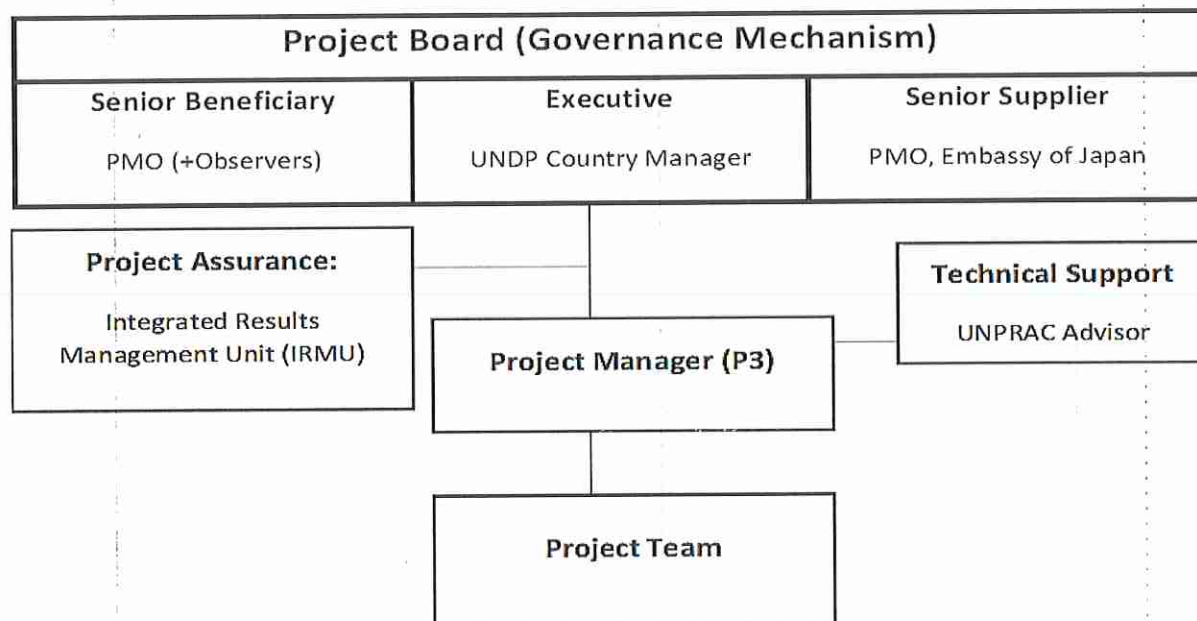 Project Board (Governance Mechanism)
Senior Beneficiary
PMO (+Observers)
Executive
UNDP Country Manager
Senior Supplier
PMO, Embassy of Japan
Project Assurance:
Integrated Results
Management Unit (IRMU)
Technical Support
UNPRAC Advisor
Project Manager (P3)
Project Team